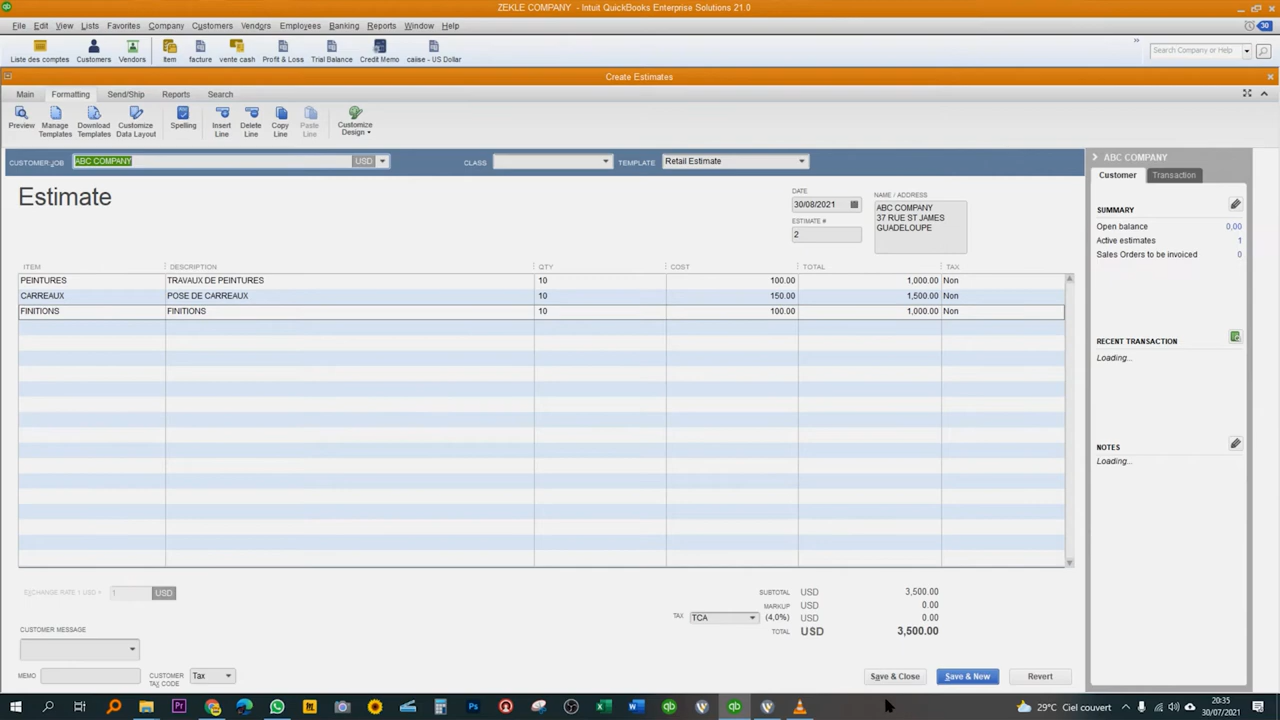 ZEKLE COMPANY  - Intuit QuickBooks Enterprise Solutions 21.0
File Edit View Lists Favorites Company Customers Vendors Employees Banking Reports Window Help
30
Liste des comptes Customers Vendors Item facture vente cash Profit & Loss Trial Balance Credit Memo caiise - US Dollar
Search Company or Help
Create Estimates
Main Formatting Send/Ship Reports Search
Preview Manage Templates Download Templates Customize Data Layout Spelling Insert Line Delete Line Copy Line Paste Line Customize Design
CUSTOMER:JOB ABC COMPANY USD CLASS TEMPLATE Retail Estimate
ABC COMPANY
Customer Transaction
Estimate
DATE
30/08/2021
ESTIMATE #
2
NAME / ADDRESS
ABC COMPANY
37 RUE ST JAMES
GUADELOUPE
SUMMARY
Open balance 0,00
Active estimates 1
Sales Orders to be invoiced 0
ITEM DESCRIPTION QTY COST TOTAL TAX
PEINTURES TRAVAUX DE PEINTURES 10 100.00 1,000.00 Non
CARREAUX POSE DE CARREAUX 10 150.00 1,500.00 Non
FINITIONS FINITIONS 10 100.00 1,000.00 Non
RECENT TRANSACTION
Loading...
NOTES
Loading...
EXCHANGE RATE 1 USD = 1 USD
SUBTOTAL USD 3,500.00
MARKUP USD 0.00
TAX TCA (4,0%) USD 0.00
TOTAL USD 3,500.00
CUSTOMER MESSAGE
MEMO CUSTOMER TAX CODE Tax
Save & Close Save & New Revert
29°C Ciel couvert
20:35
30/07/2021